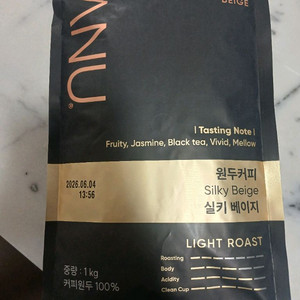 BEIGE
ANU.
| Tasting Note |
Fruity, Jasmine, Black tea, Vivid, Mellow
2026.05.04
13:56
원두커피
Silky Beige
실키 베이지
LIGHT ROAST
Roasting
Body
Acidity
Clean Cup
중량 : 1kg
커피원두 100%